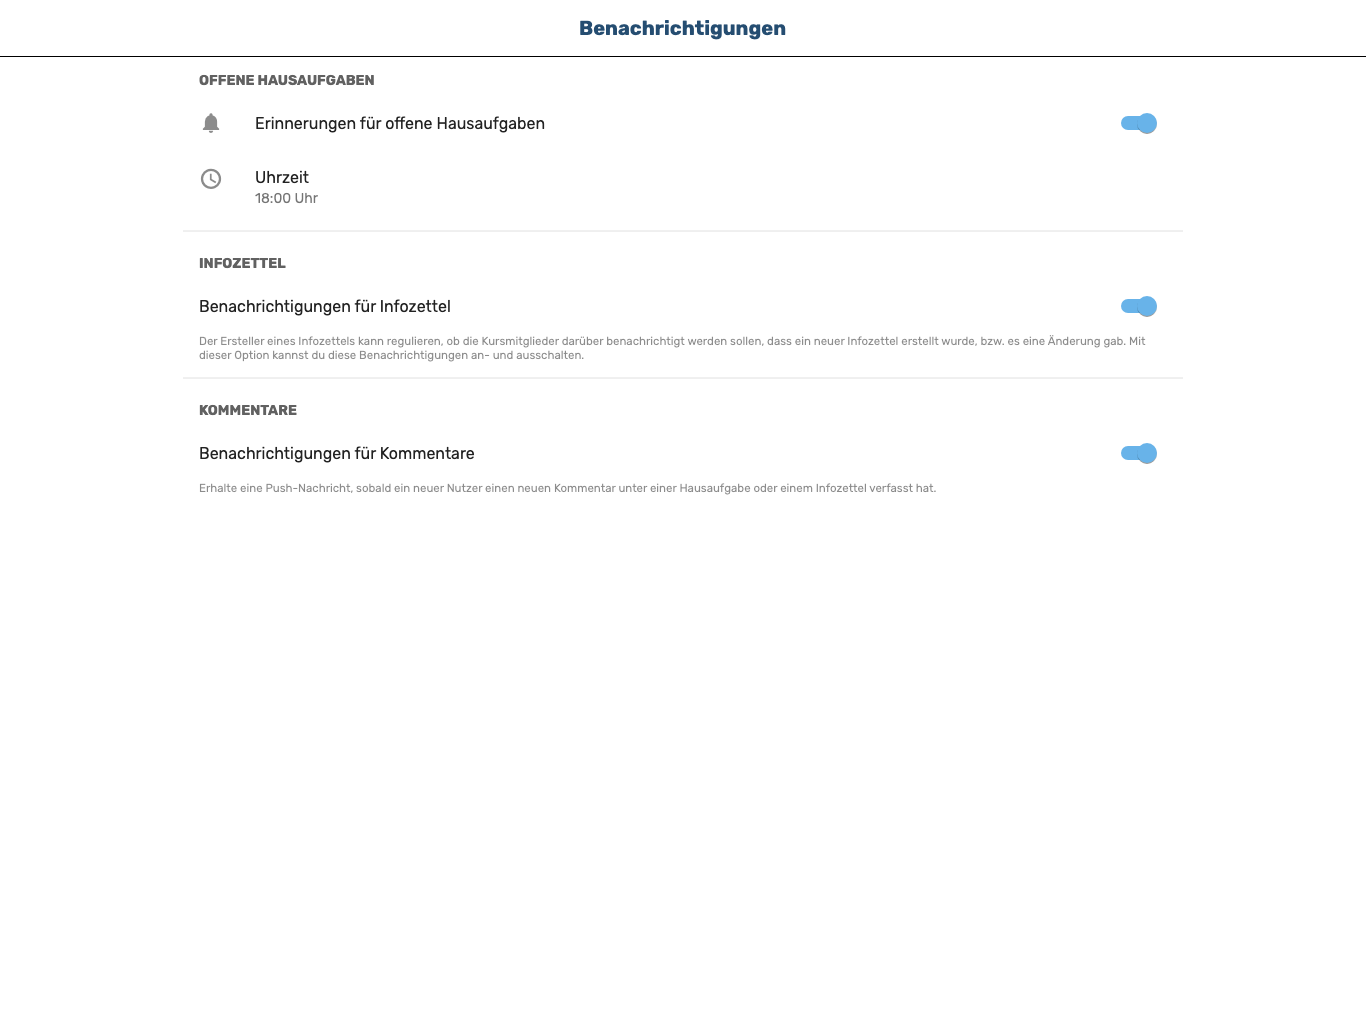 Benachrichtigungen
OFFENE HAUSAUFGABEN
Erinnerungen für offene Hausaufgaben
Uhrzeit
18:00 Uhr
INFOZETTEL
Benachrichtigungen für Infozettel
Der Ersteller eines Infozettels kann regulieren, ob die Kursmitglieder darüber benachrichtigt werden sollen, dass ein neuer Infozettel erstellt wurde, bzw. es eine Änderung gab. Mit
dieser Option kannst du diese Benachrichtigungen an- und ausschalten.
KOMMENTARE
Benachrichtigungen für Kommentare
Erhalte eine Push-Nachricht, sobald ein neuer Nutzer einen neuen Kommentar unter einer Hausaufgabe oder einem Infozettel verfasst hat.